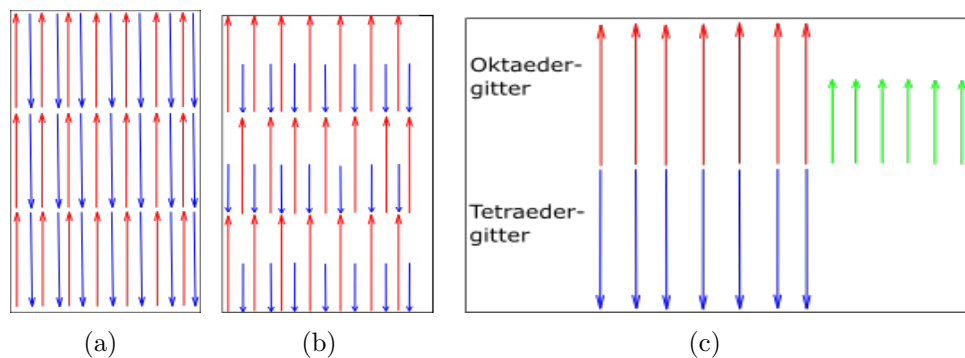 Oktaeder-
gitter
Tetraeder-
gitter
(a)
(b)
(c)